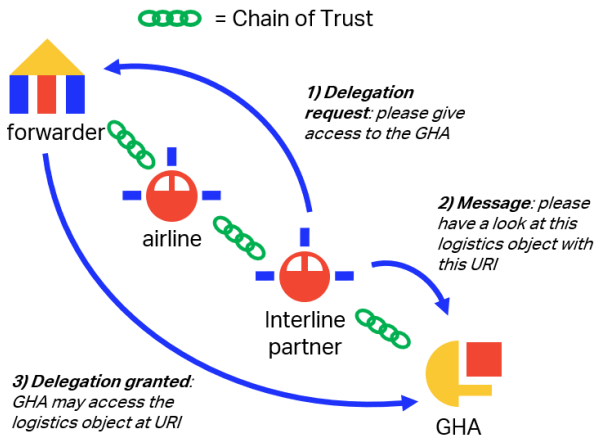 = Chain of Trust
forwarder
1) Delegation
request: please give
access to the GHA
airline
2) Message: please
have a look at this
logistics object with
this URI
Interline
partner
3) Delegation granted:
GHA may access the
logistics object at URI
GHA